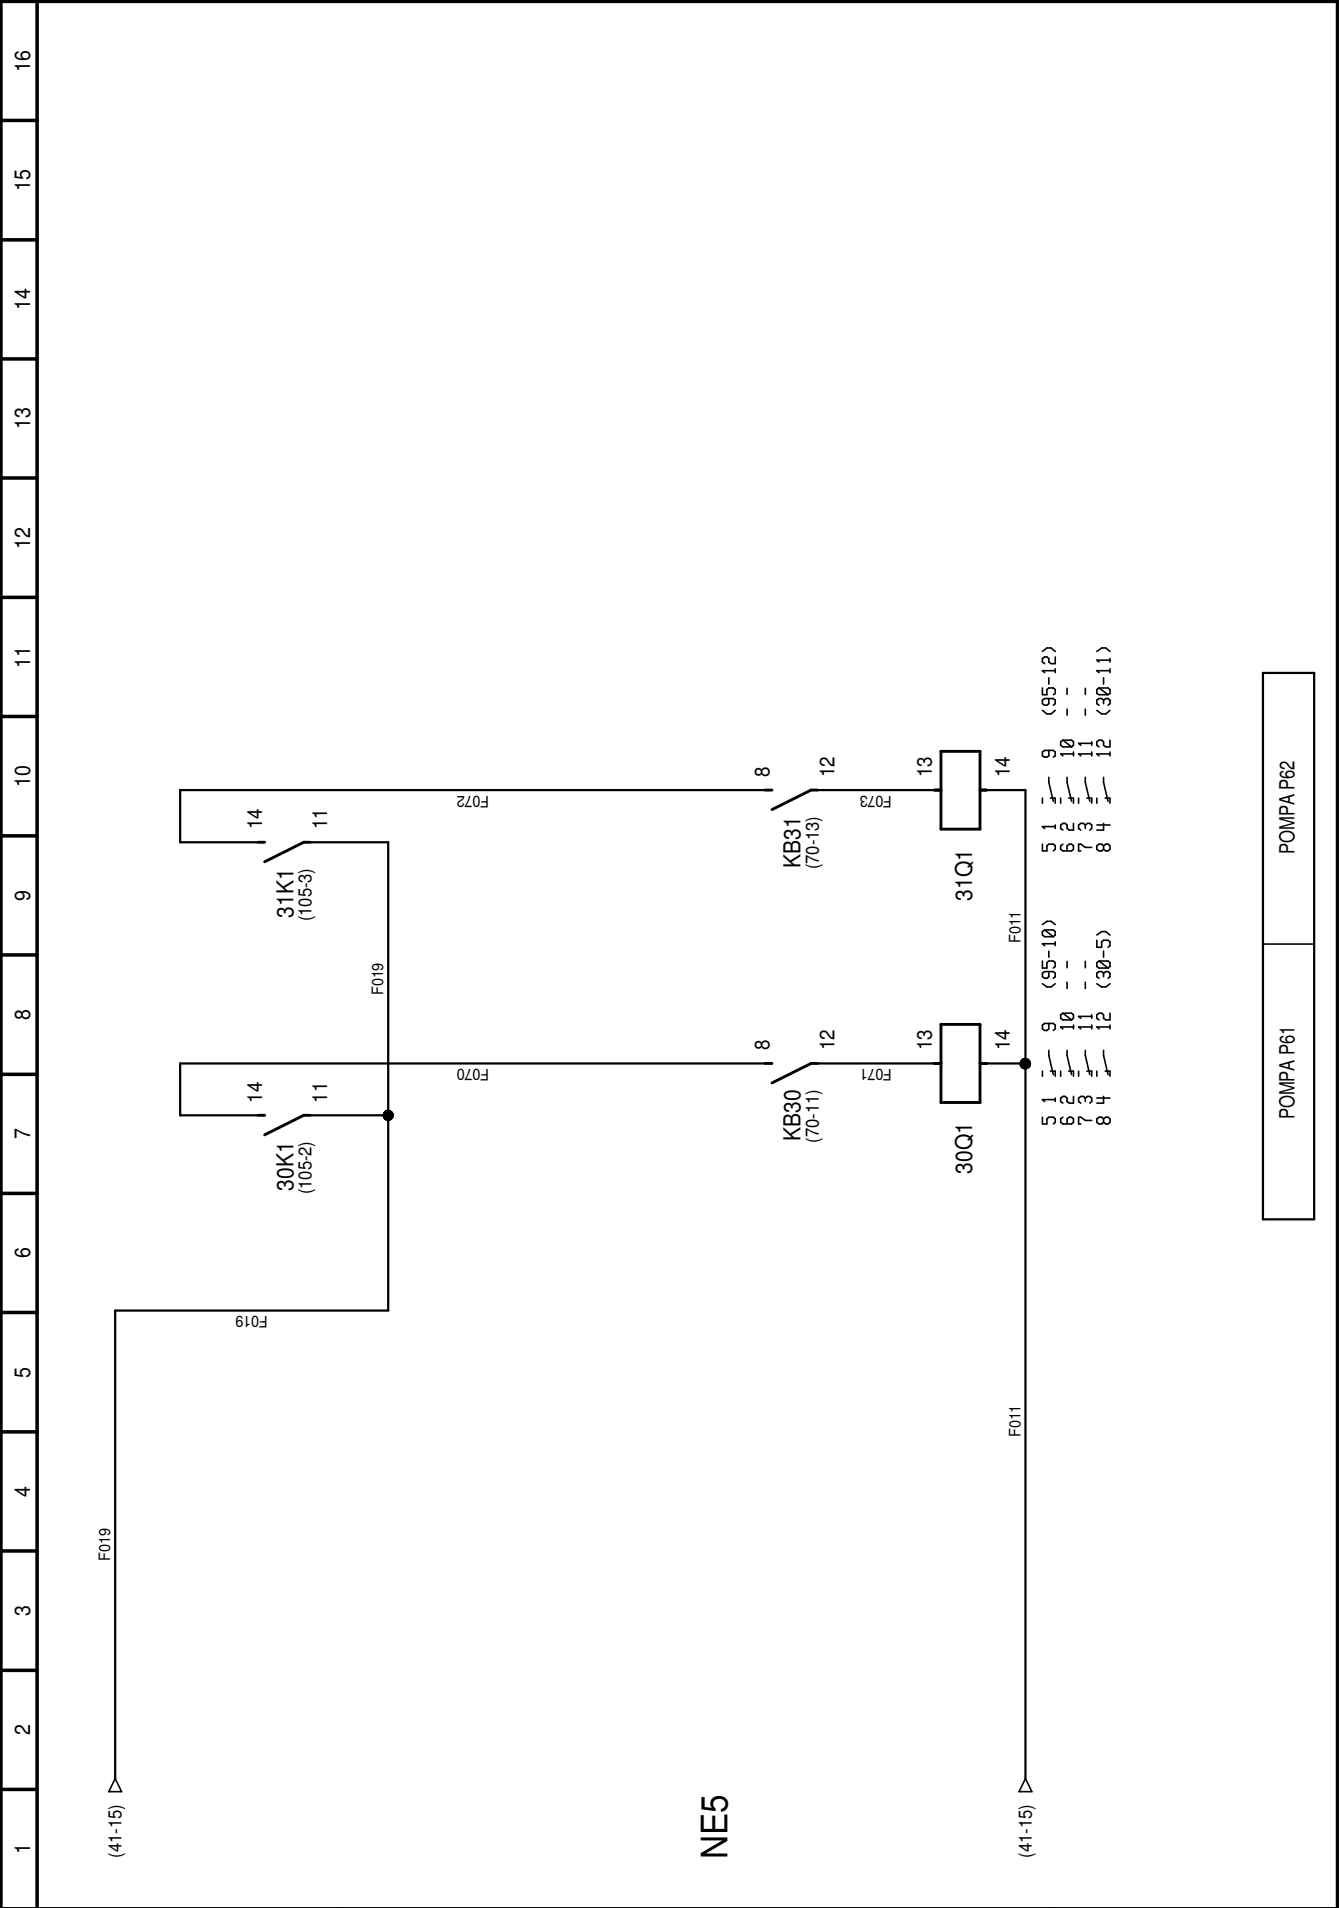 1 2 3 4 5 6 7 8 9 10 11 12 13 14 15 16
(41-15)
F019
F019
F019
14
11
30K1
(105-2)
14
11
31K1
(105-3)
F070
F072
NE5
8
12
KB30
(70-11)
8
12
KB31
(70-13)
F071
F073
13
14
30Q1
13
14
31Q1
(41-15)
F011
F011
5 1 9 (95-10)
6 2 10 - -
7 3 11 - -
8 4 12 (30-5)
5 1 9 (95-12)
6 2 10 - -
7 3 11 - -
8 4 12 (30-11)
POMPA P61
POMPA P62